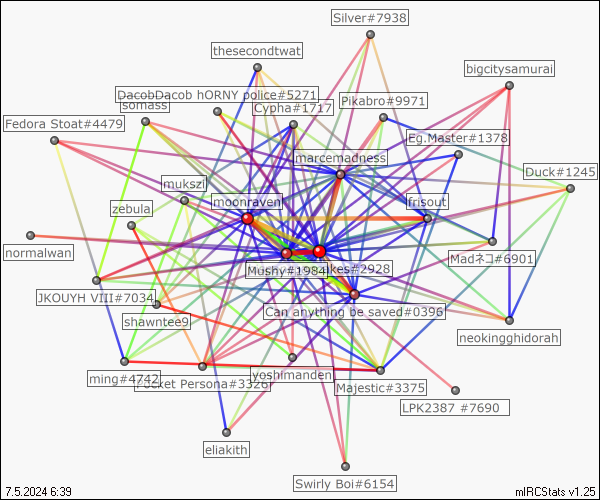 Silver#7938
thesecondtwat
bigcitysamurai
DacobDacob hORNY police#5271
somass
Cypha#1717
Pikabro#9971
Fedora Stoat#4479
Eg.Master#1378
marcemadness
Duck#1245
mukszi
moonraven
frisout
zebula
normalwan
Mushy#1984
ikes#2928
Madネコ#6901
JKOUYH VIII#7034
Can anything be saved#0396
shawntee9
neokingghidorah
ming#4742
Pocket Persona#3326
yoshimanden
Majestic#3375
LPK2387 #7690
eliakith
Swirly Boi#6154
7.5.2024 6:39
mIRCStats v1.25